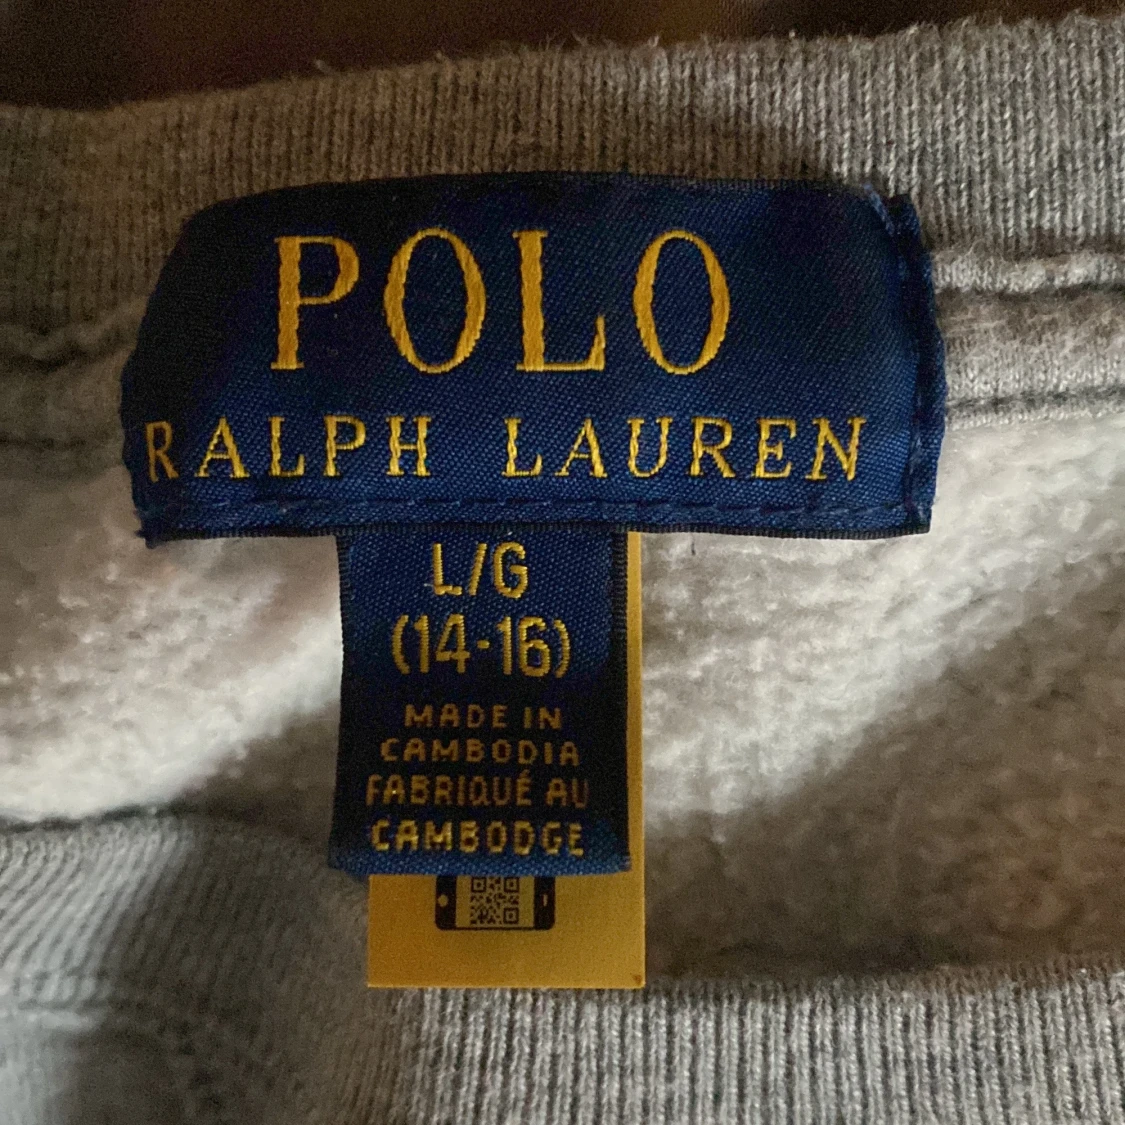 POLO
RALPH LAUREN
L/G
(14-16)
MADE IN
CAMBODIA
FABRIQUÉ AU
CAMBODGE